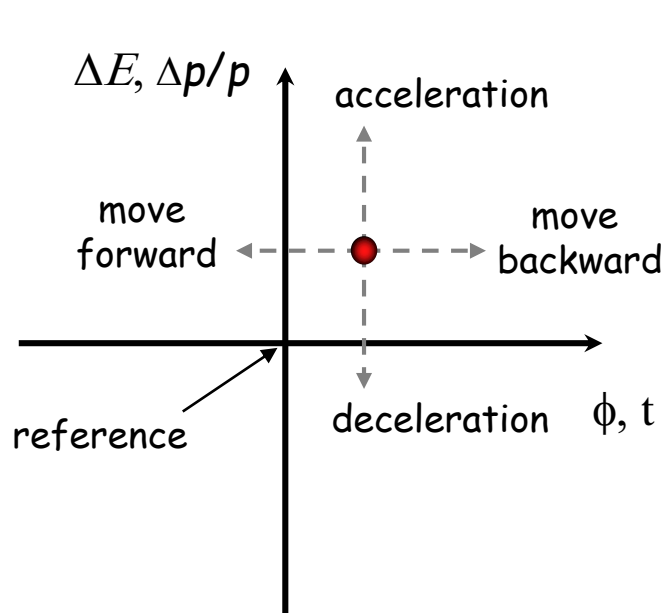 ΔE, Δp/p
acceleration
move
forward
move
backward
deceleration
ϕ, t
reference